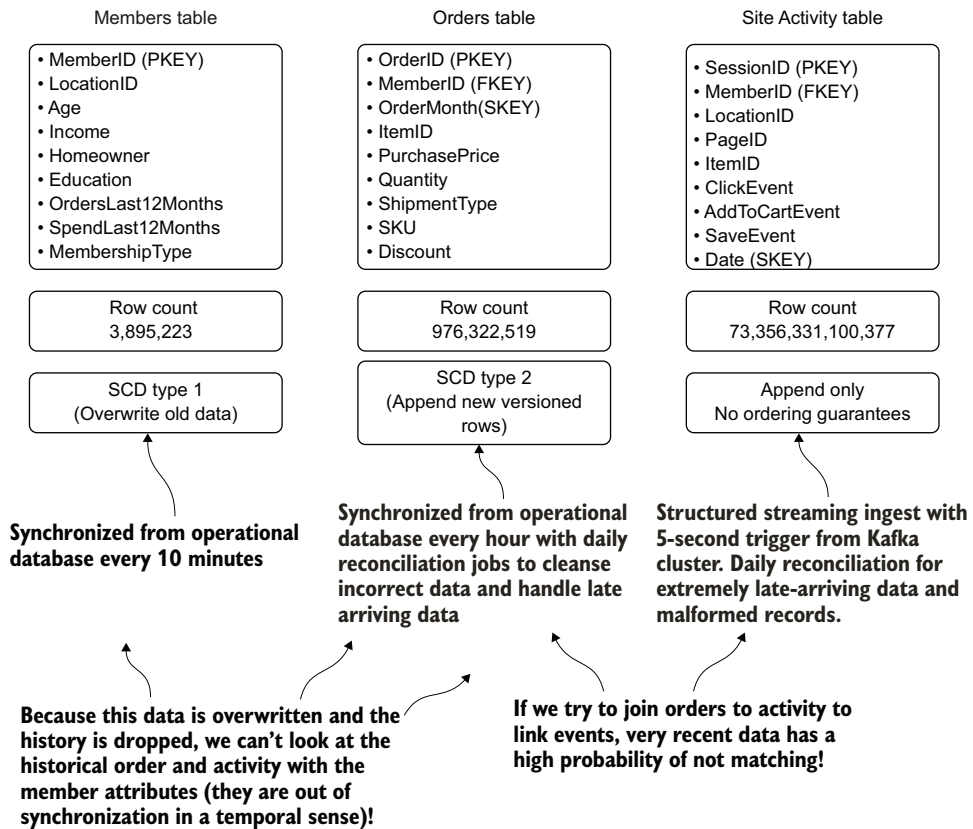 Members table
• MemberID (PKEY)
• LocationID
• Age
• Income
• Homeowner
• Education
• OrdersLast12Months
• SpendLast12Months
• MembershipType
Row count
3,895,223
SCD type 1
(Overwrite old data)
Synchronized from operational
database every 10 minutes
Orders table
• OrderID (PKEY)
• MemberID (FKEY)
• OrderMonth(SKEY)
• ItemID
• PurchasePrice
• Quantity
• ShipmentType
• SKU
• Discount
Row count
976,322,519
SCD type 2
(Append new versioned
rows)
Synchronized from operational
database every hour with daily
reconciliation jobs to cleanse
incorrect data and handle late
arriving data
Site Activity table
• SessionID (PKEY)
• MemberID (FKEY)
• LocationID
• PageID
• ItemID
• ClickEvent
• AddToCartEvent
• SaveEvent
• Date (SKEY)
Row count
73,356,331,100,377
Append only
No ordering guarantees
Structured streaming ingest with
5-second trigger from Kafka
cluster. Daily reconciliation for
extremely late-arriving data and
malformed records.
Because this data is overwritten and the
history is dropped, we can't look at the
historical order and activity with the
member attributes (they are out of
synchronization in a temporal sense)!
If we try to join orders to activity to
link events, very recent data has a
high probability of not matching!